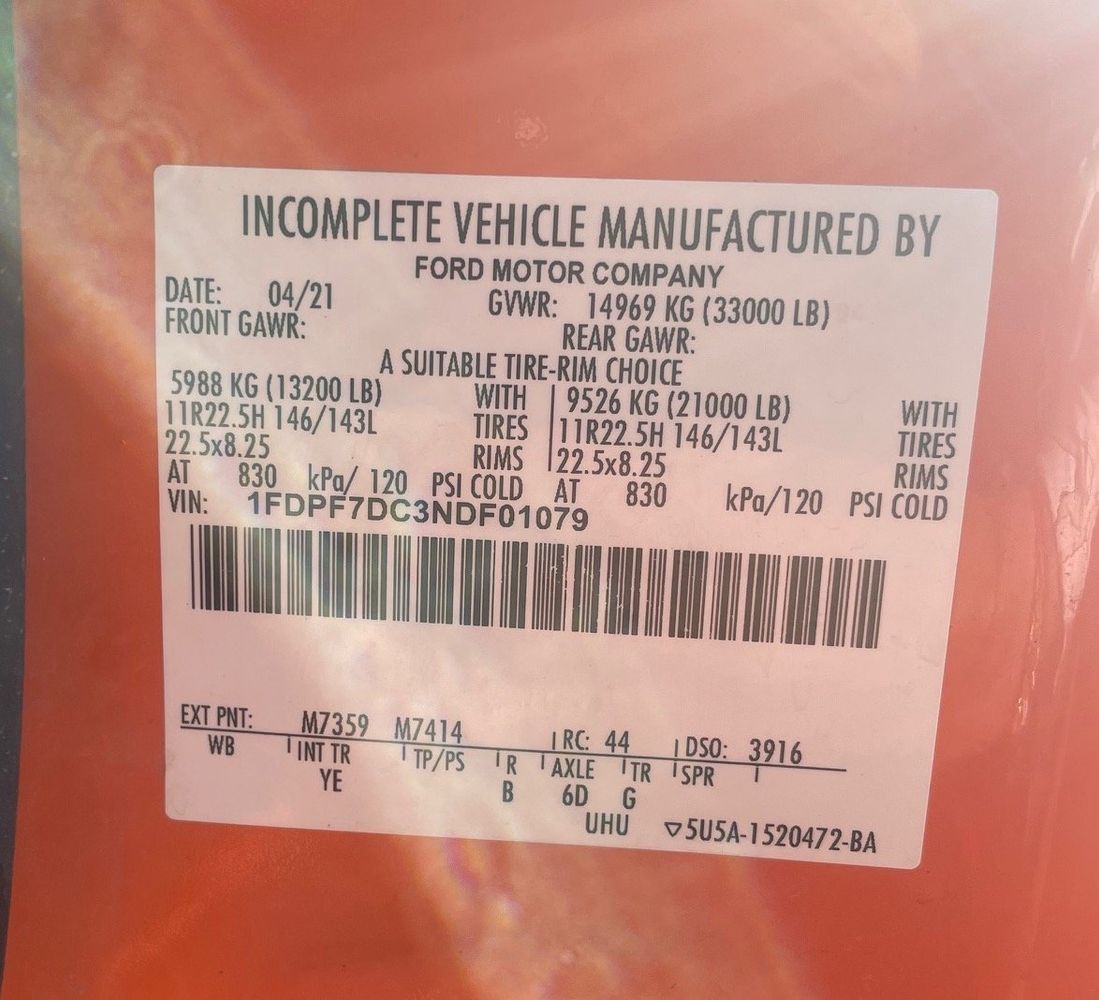 INCOMPLETE VEHICLE MANUFACTURED BY
FORD MOTOR COMPANY
DATE: 04/21 GVWR: 14969 KG (33000 LB)
FRONT GAWR: REAR GAWR:
A SUITABLE TIRE-RIM CHOICE
5988 KG (13200 LB) WITH 9526 KG (21000 LB) WITH
11R22.5H 146/143L TIRES 11R22.5H 146/143L TIRES
22.5x8.25 RIMS 22.5x8.25 RIMS
AT 830 kPa/ 120 PSI COLD AT 830 kPa/120 PSI COLD
VIN: 1FDPF7DC3NDF01079
EXT PNT: M7359 M7414 RC: 44 DSO: 3916
WB INT TR TP/PS R AXLE TR SPR
YE B 6D G
UHU ▽5U5A-1520472-BA